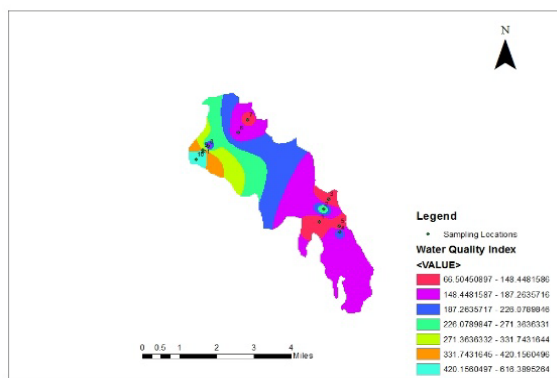 N
Legend
Sampling Locations
Water Quality Index
<VALUE>
66.50450897 - 148.4481586
148.4481587 - 187.2635716
187.2635717 - 226.0789846
226.0789847 - 271.3636331
271.3636332 - 331.7431644
331.7431645 - 420.1560496
420.1560497 - 616.3895264
0 0.5 1 2 3 4
Miles